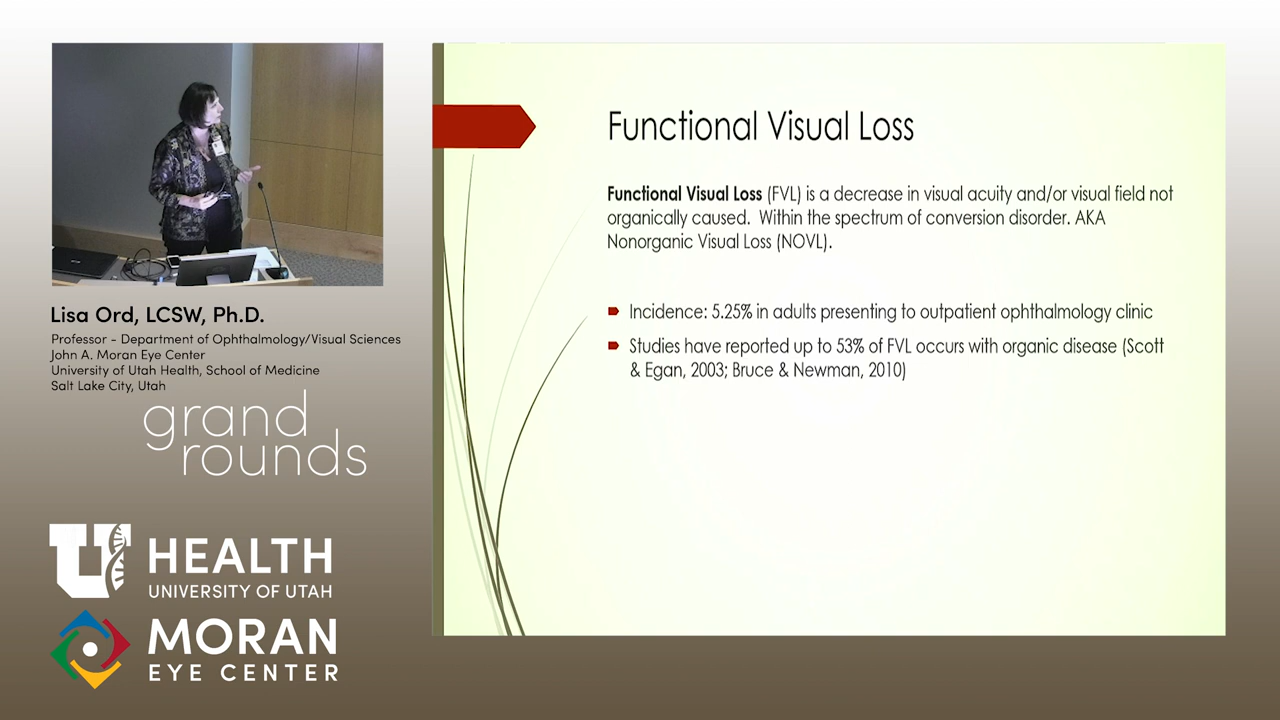 Functional Visual Loss
Functional Visual Loss (FVL) is a decrease in visual acuity and/or visual field not
organically caused.  Within the spectrum of conversion disorder. AKA
Nonorganic Visual Loss (NOVL).
Incidence: 5.25% in adults presenting to outpatient ophthalmology clinic
Studies have reported up to 53% of FVL occurs with organic disease (Scott
& Egan, 2003; Bruce & Newman, 2010)
Lisa Ord, LCSW, Ph.D.
Professor - Department of Ophthalmology/Visual Sciences
John A. Moran Eye Center
University of Utah Health, School of Medicine
Salt Lake City, Utah
grand
rounds
U HEALTH
UNIVERSITY OF UTAH
MORAN
EYE CENTER